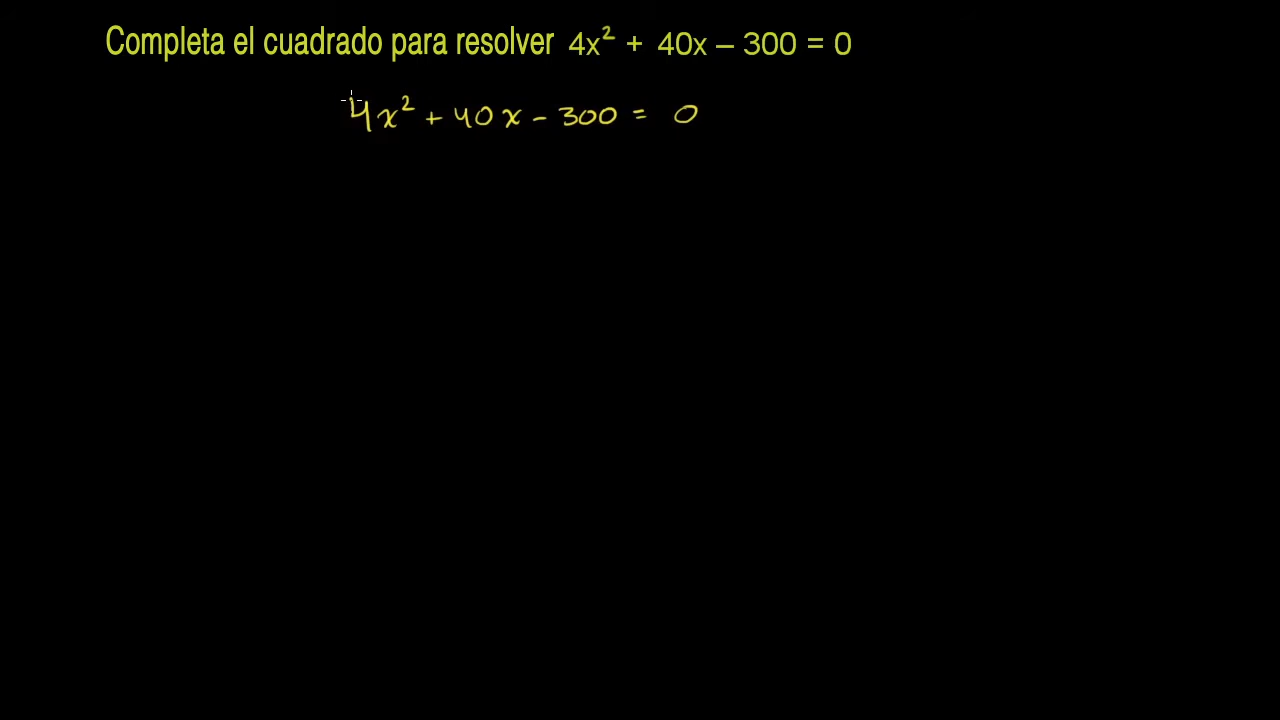 Completa el cuadrado para resolver 4x² + 40x – 300 = 0
4x² + 40x - 300 = 0